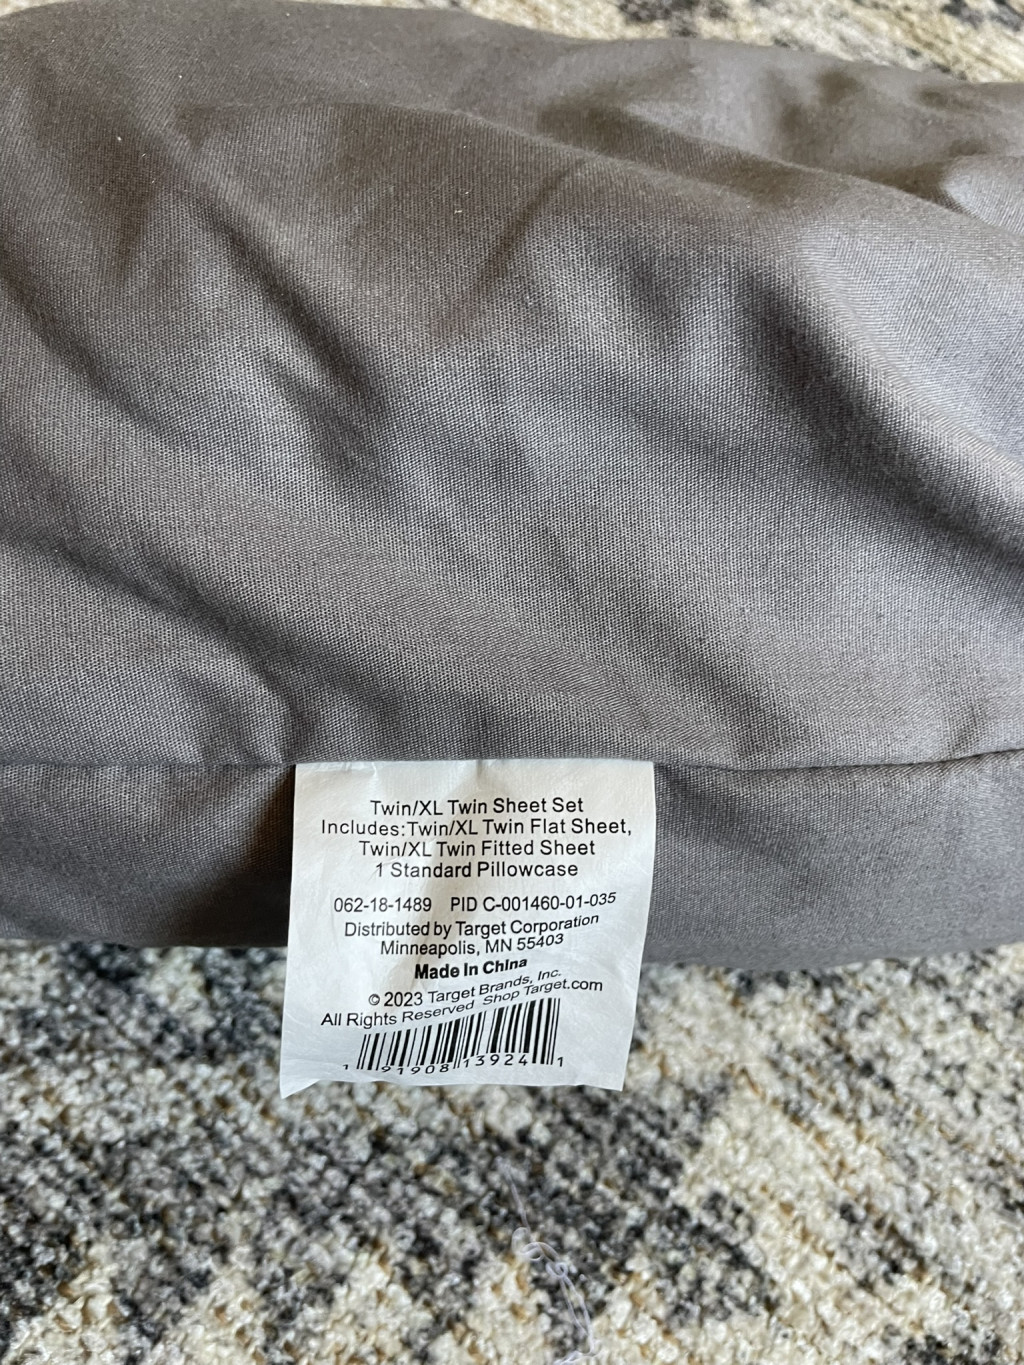 Twin/XL Twin Sheet Set
Includes:Twin/XL Twin Flat Sheet,
Twin/XL Twin Fitted Sheet
1 Standard Pillowcase
062-18-1489 PID C-001460-01-035
Distributed by Target Corporation
Minneapolis, MN 55403
Made In China
© 2023 Target Brands, Inc.
All Rights Reserved Shop Target.com
1 91908 13924 1